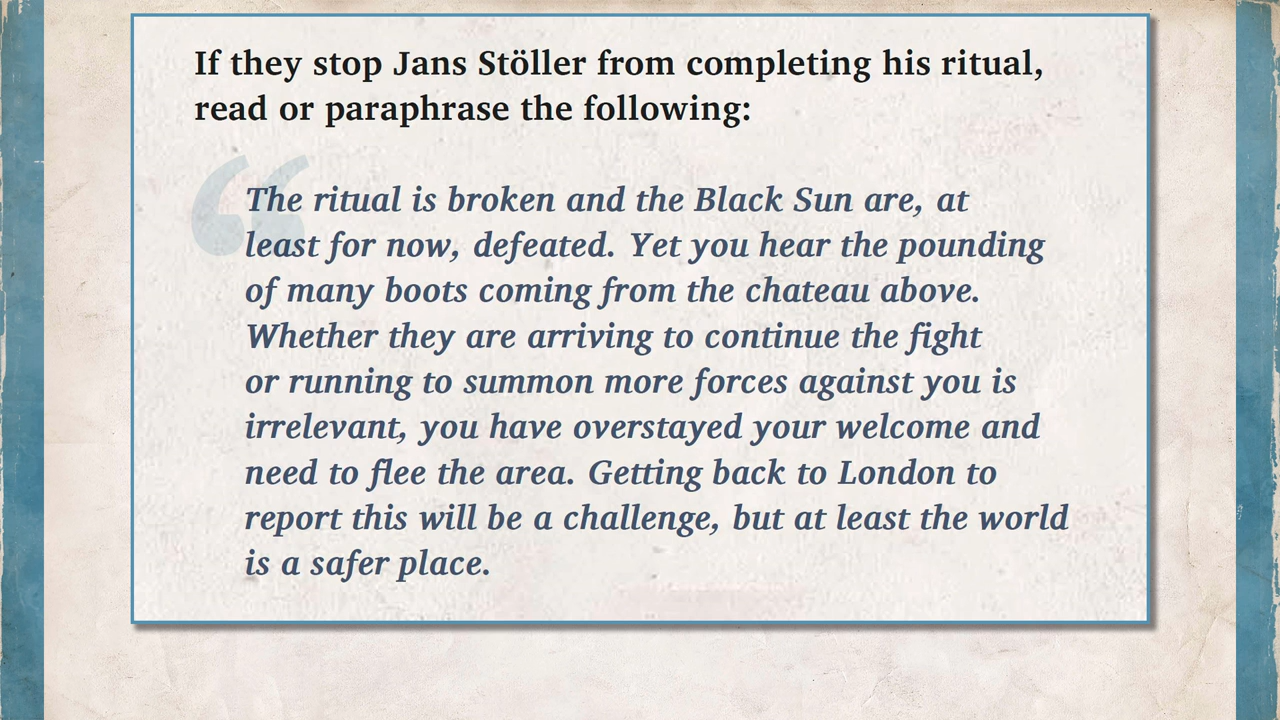 If they stop Jans Stöller from completing his ritual,
read or paraphrase the following:
“
The ritual is broken and the Black Sun are, at
least for now, defeated. Yet you hear the pounding
of many boots coming from the chateau above.
Whether they are arriving to continue the fight
or running to summon more forces against you is
irrelevant, you have overstayed your welcome and
need to flee the area. Getting back to London to
report this will be a challenge, but at least the world
is a safer place.